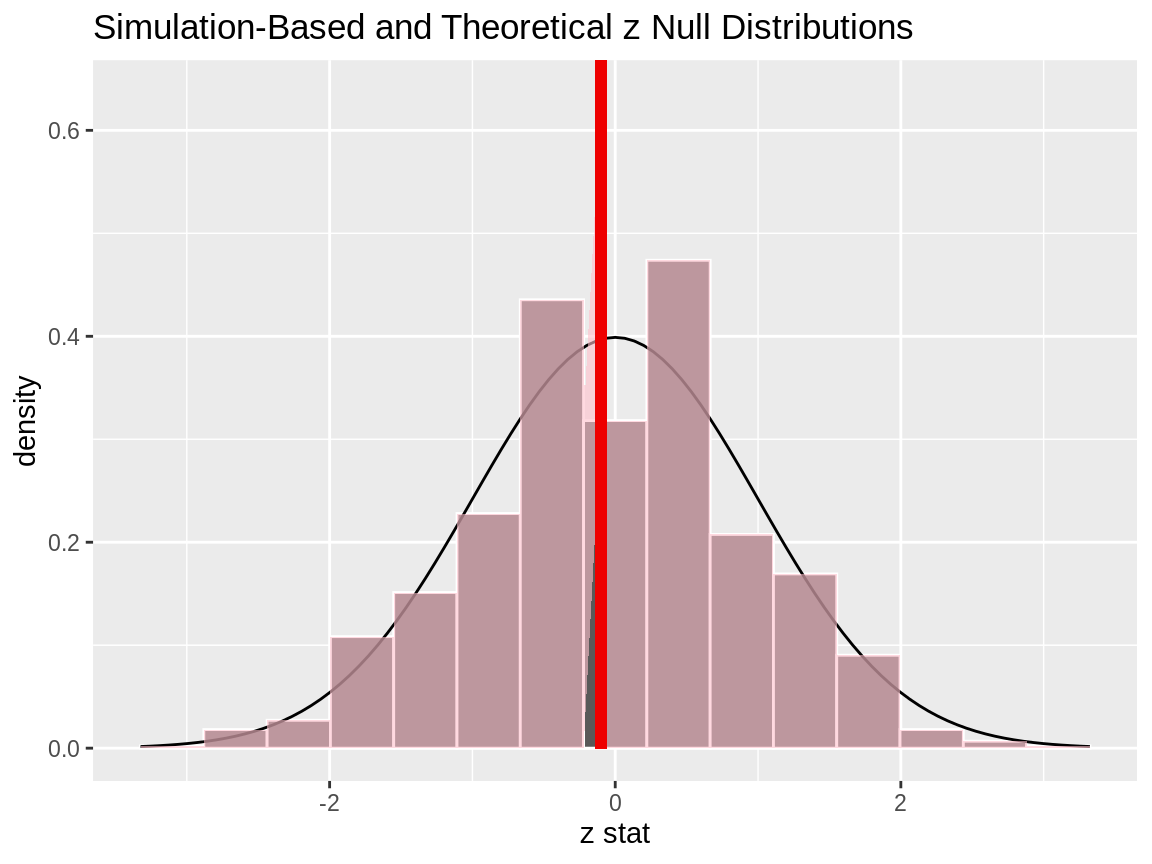 Simulation-Based and Theoretical z Null Distributions
0.6
0.4
0.2
0.0
density
-2 0 2
z stat